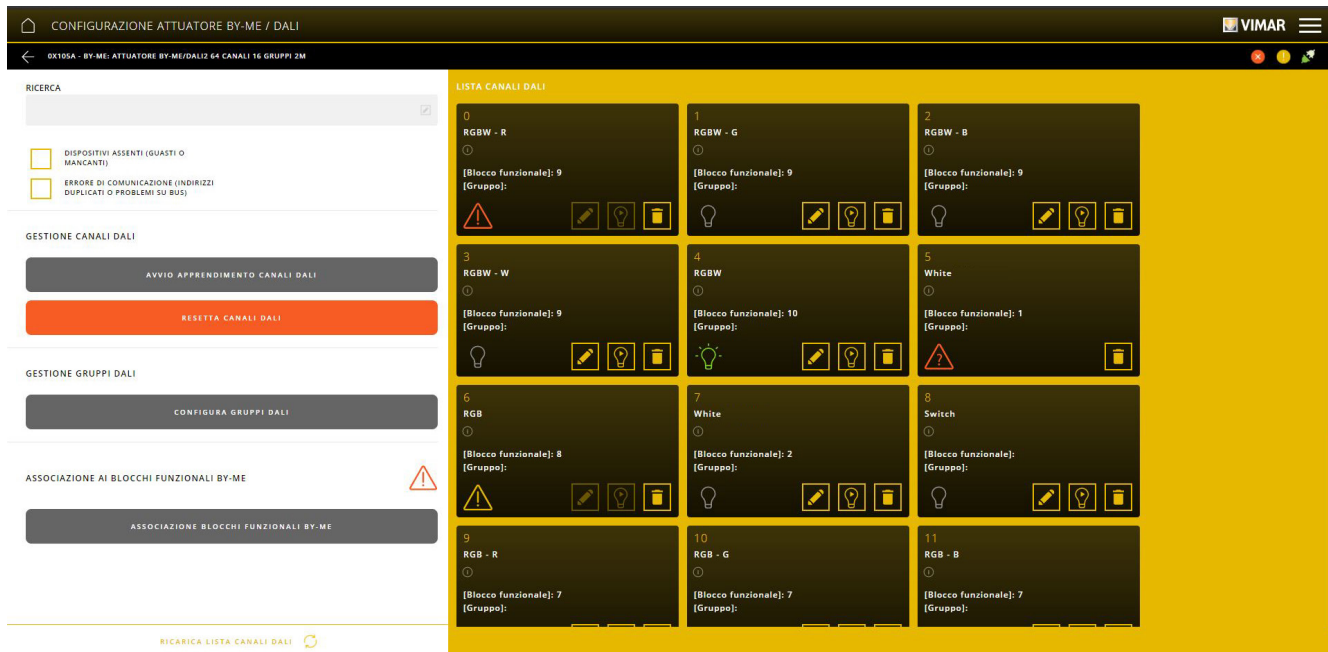 CONFIGURAZIONE ATTUATORE BY-ME / DALI
VIMAR
0X105A - BY-ME: ATTUATORE BY-ME/DALI2 64 CANALI 16 GRUPPI 2M
RICERCA
DISPOSITIVI ASSENTI (GUASTI O
MANCANTI)
ERRORE DI COMUNICAZIONE (INDIRIZZI
DUPLICATI O PROBLEMI SU BUS)
GESTIONE CANALI DALI
AVVIO APPRENDIMENTO CANALI DALI
RESETTA CANALI DALI
GESTIONE GRUPPI DALI
CONFIGURA GRUPPI DALI
ASSOCIAZIONE AI BLOCCHI FUNZIONALI BY-ME
ASSOCIAZIONE BLOCCHI FUNZIONALI BY-ME
RICARICA LISTA CANALI DALI
LISTA CANALI DALI
0
RGBW - R
[Blocco funzionale]: 9
[Gruppo]:
1
RGBW - G
[Blocco funzionale]: 9
[Gruppo]:
2
RGBW - B
[Blocco funzionale]: 9
[Gruppo]:
3
RGBW - W
[Blocco funzionale]: 9
[Gruppo]:
4
RGBW
[Blocco funzionale]: 10
[Gruppo]:
5
White
[Blocco funzionale]: 1
[Gruppo]:
6
RGB
[Blocco funzionale]: 8
[Gruppo]:
7
White
[Blocco funzionale]: 2
[Gruppo]:
8
Switch
[Blocco funzionale]:
[Gruppo]:
9
RGB - R
[Blocco funzionale]: 7
[Gruppo]:
10
RGB - G
[Blocco funzionale]: 7
[Gruppo]:
11
RGB - B
[Blocco funzionale]: 7
[Gruppo]: